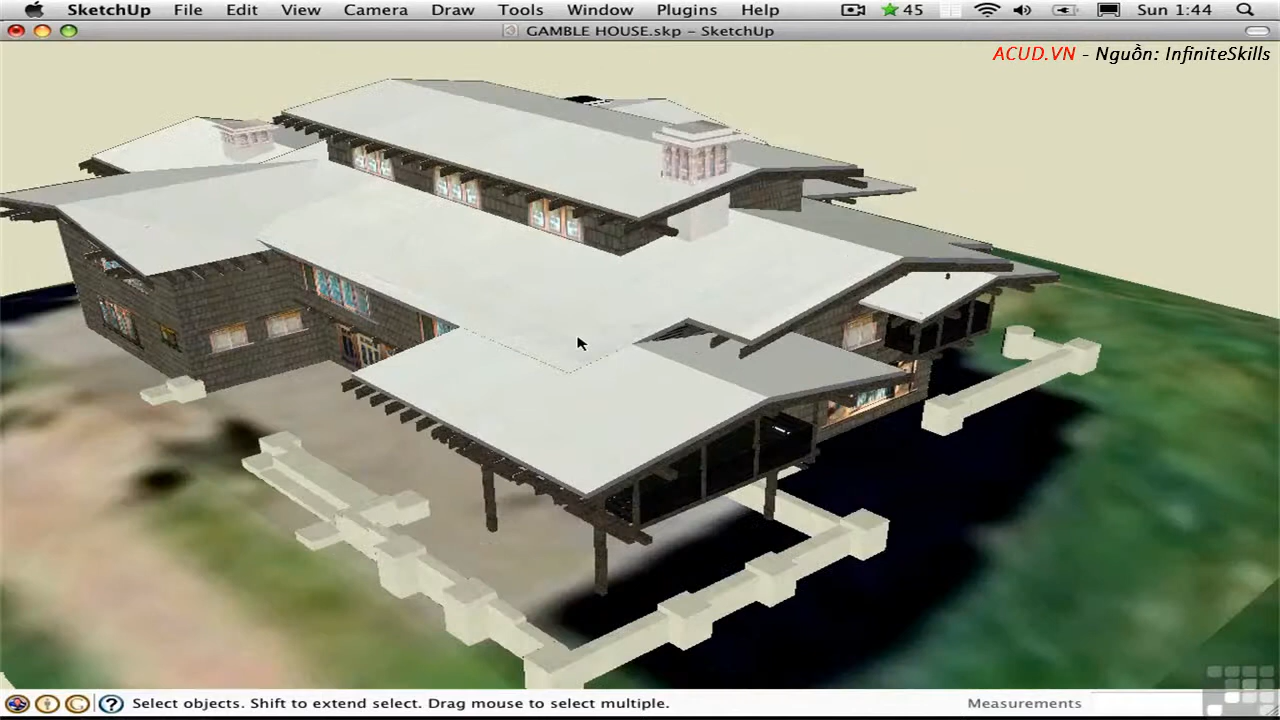 SketchUp File Edit View Camera Draw Tools Window Plugins Help 45 Sun 1:44
GAMBLE HOUSE.skp – SketchUp
ACUD.VN - Nguồn: InfiniteSkills
Select objects. Shift to extend select. Drag mouse to select multiple. Measurements